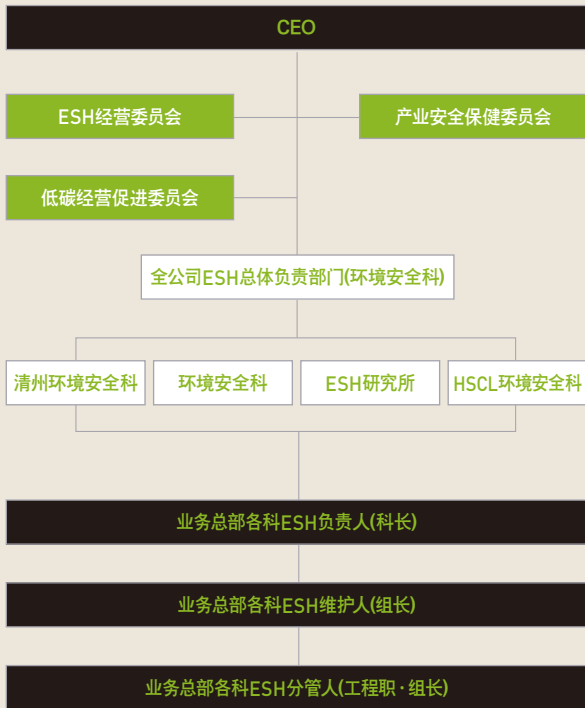 CEO
ESH经营委员会
产业安全保健委员会
低碳经营促进委员会
全公司ESH总体负责部门(环境安全科)
清州环境安全科
环境安全科
ESH研究所
HSCL环境安全科
业务总部各科ESH负责人(科长)
业务总部各科ESH维护人(组长)
业务总部各科ESH分管人(工程职·组长)